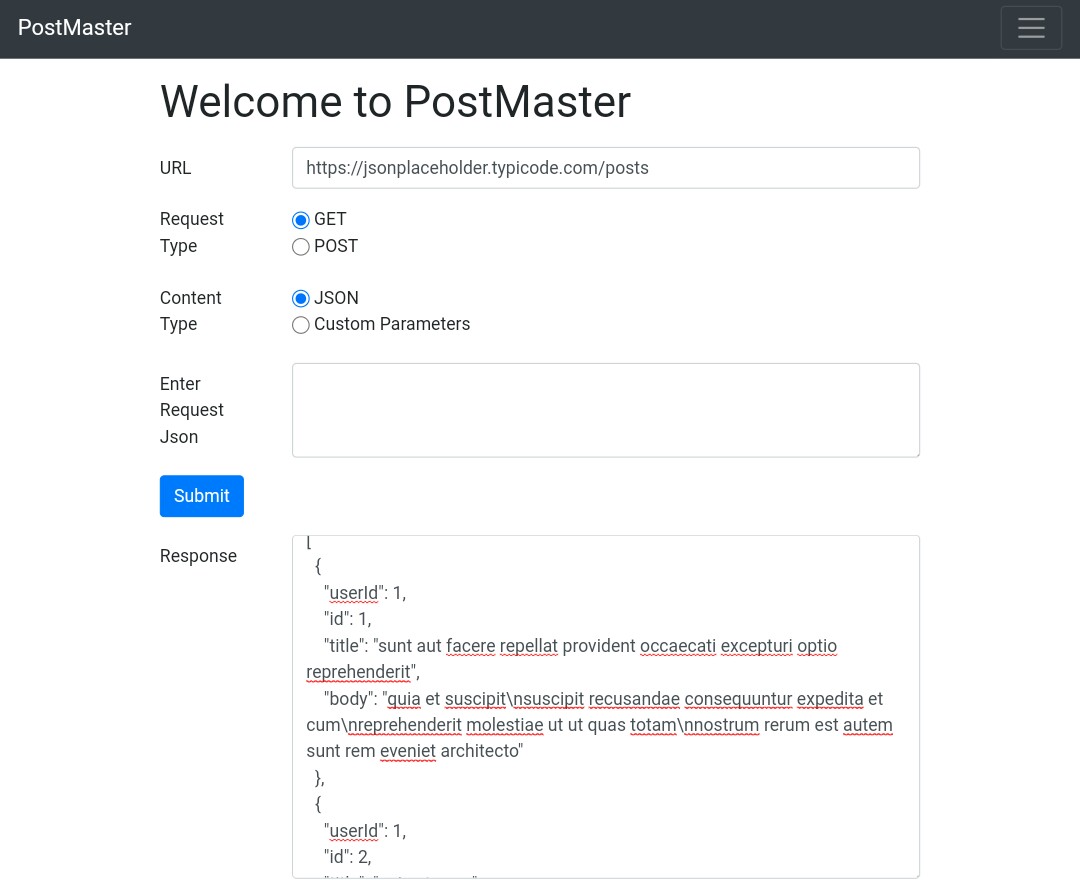 PostMaster
Welcome to PostMaster
URL
https://jsonplaceholder.typicode.com/posts
Request
Type
GET
POST
Content
Type
JSON
Custom Parameters
Enter
Request
Json
Submit
Response
[
{
"userId": 1,
"id": 1,
"title": "sunt aut facere repellat provident occaecati excepturi optio
reprehenderit",
"body": "quia et suscipit\nsuscipit recusandae consequuntur expedita et
cum\nreprehenderit molestiae ut ut quas totam\nnostrum rerum est autem
sunt rem eveniet architecto"
},
{
"userId": 1,
"id": 2,